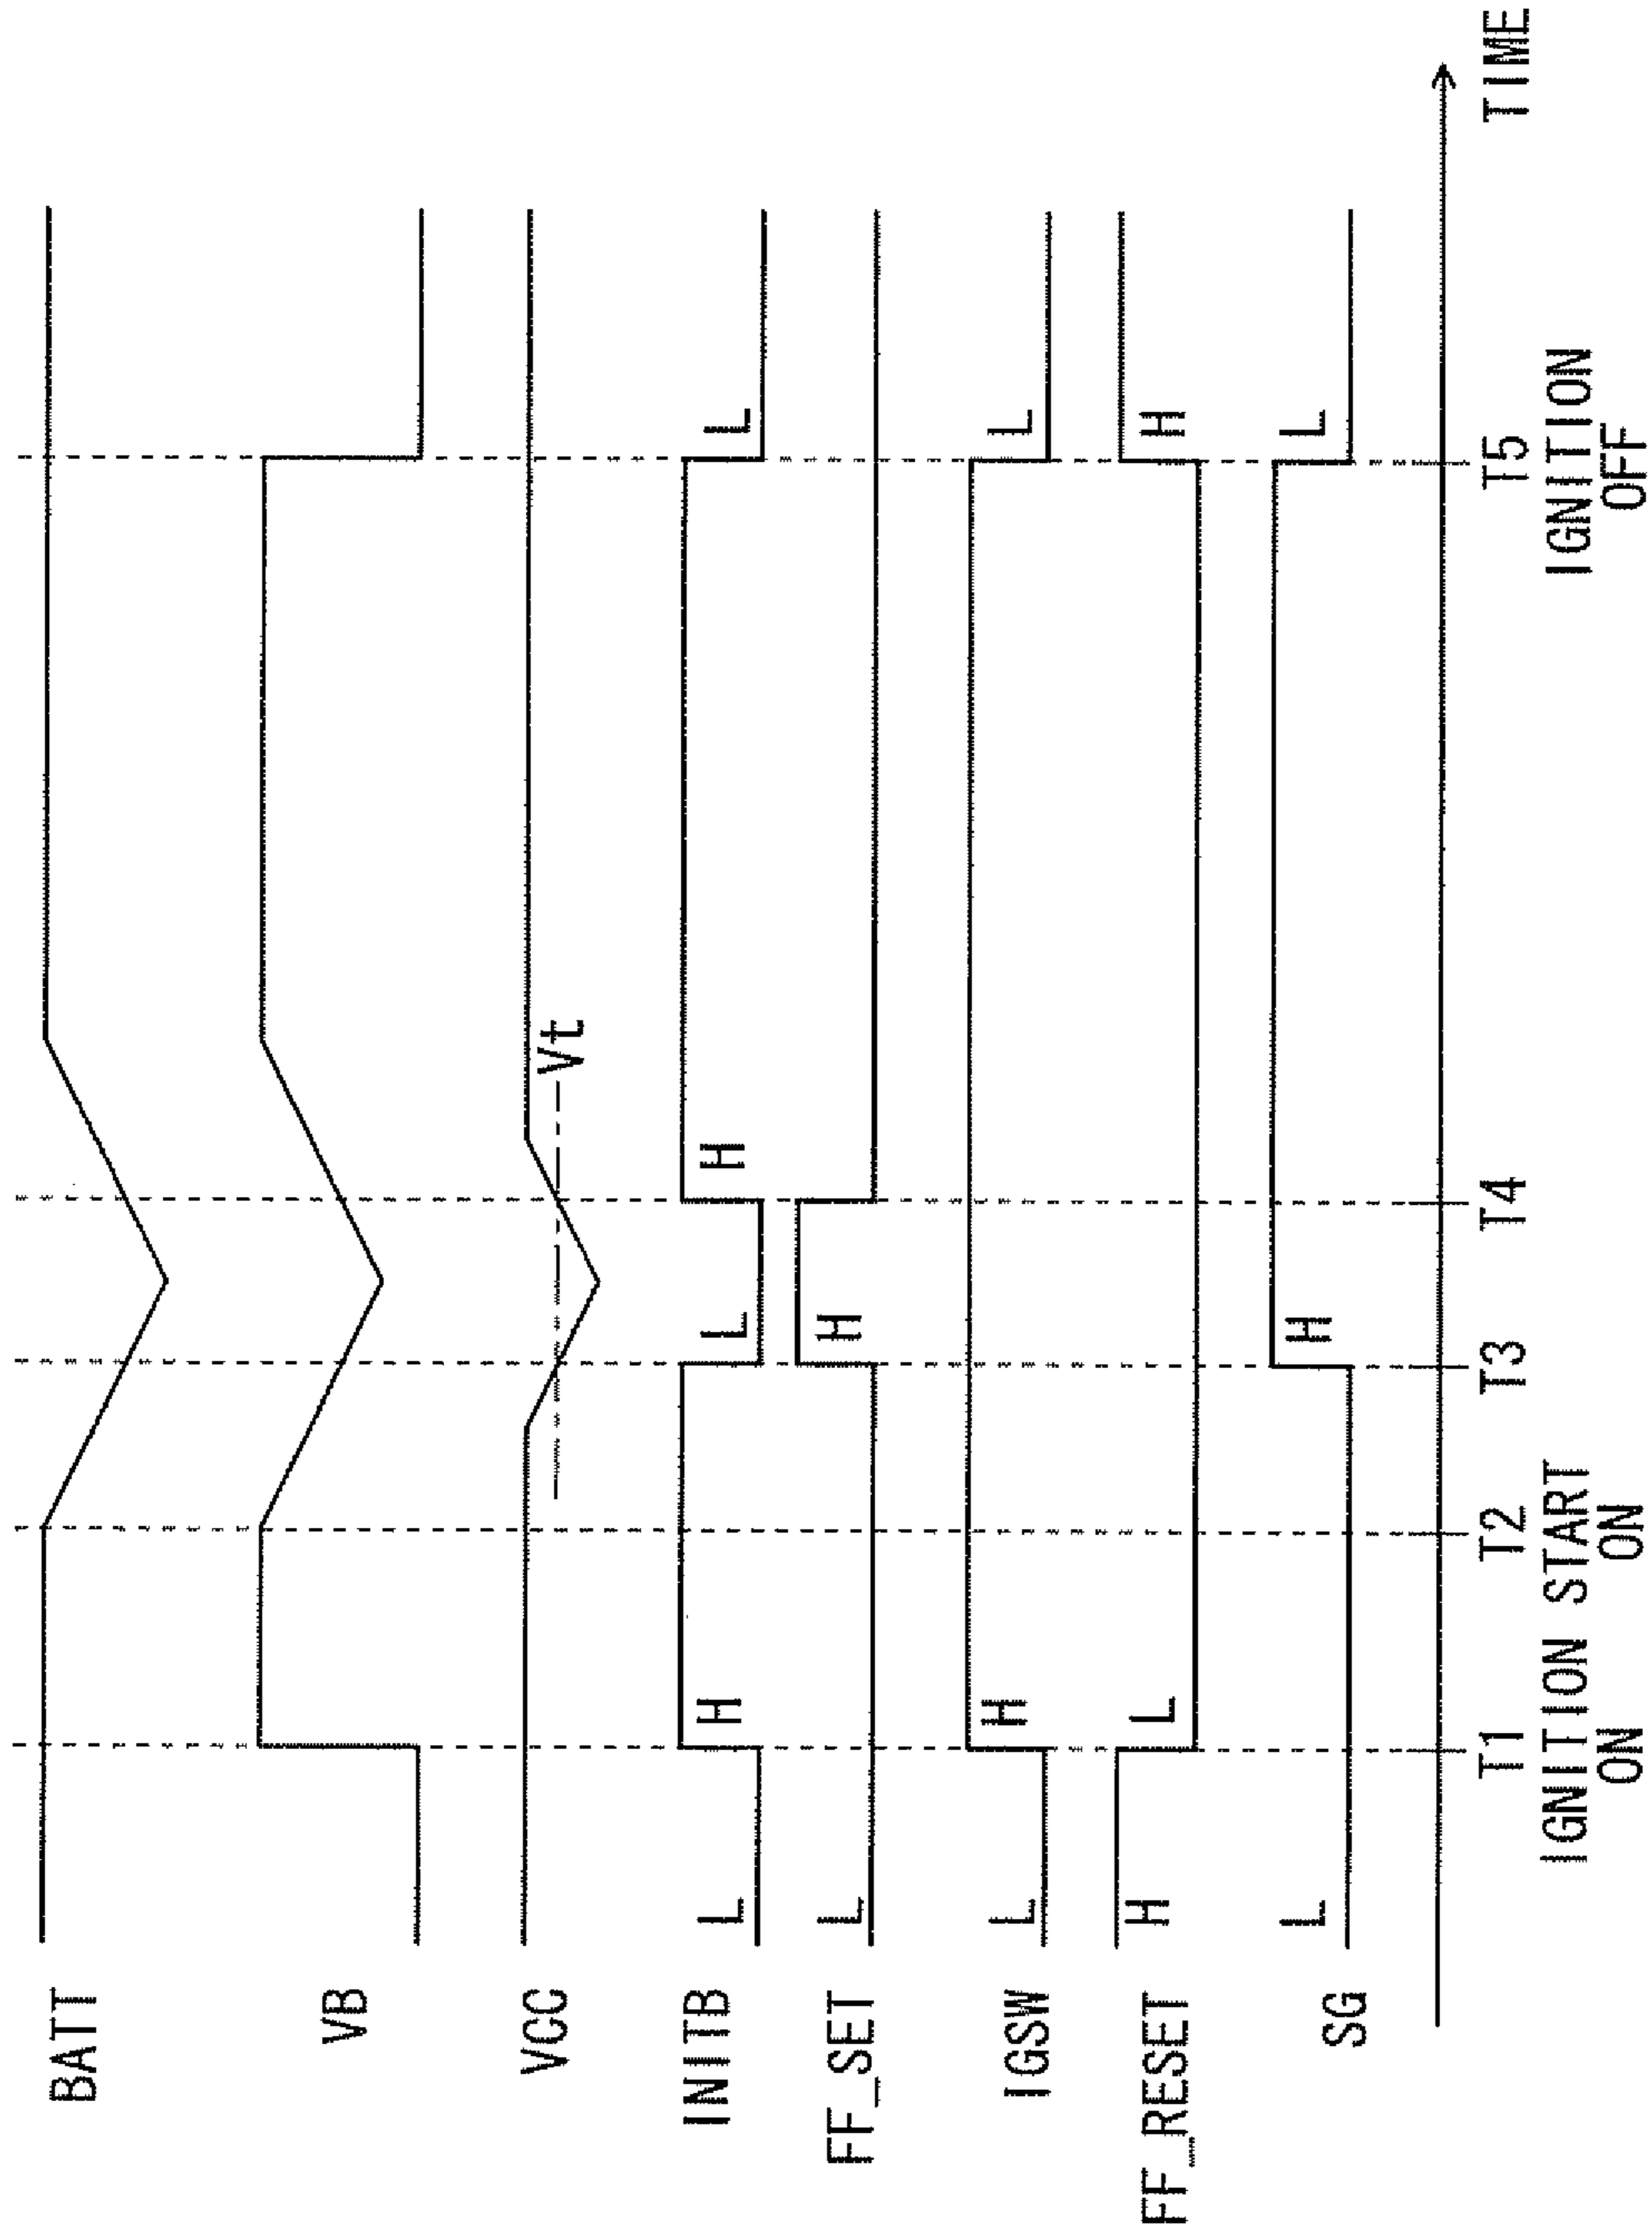 BATT
VB
VCC
Vt
INITB
L
H
L
H
L
FF_SET
L
H
IGSW
L
H
L
FF_RESET
H
L
H
SG
L
H
L
T1
T2
T3
T4
T5
TIME
IGNITION
ON
START
ON
IGNITION
OFF